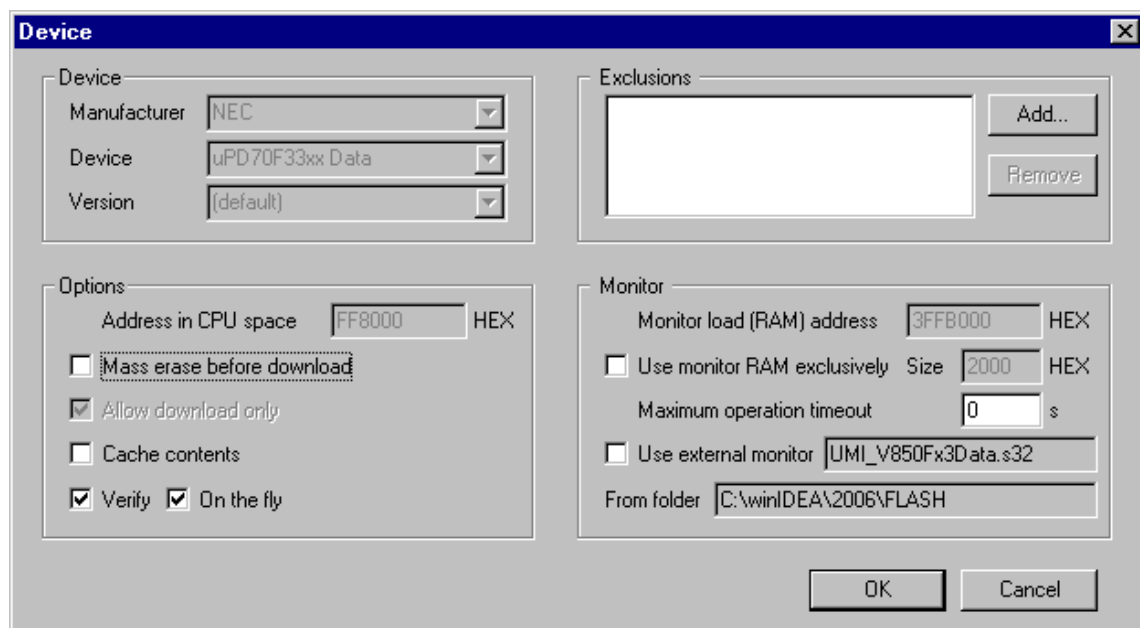 Device
Device
Manufacturer NEC
Device uPD70F33xx Data
Version (default)
Exclusions
Add...
Remove
Options
Address in CPU space FF8000 HEX
Mass erase before download
Allow download only
Cache contents
Verify On the fly
Monitor
Monitor load (RAM) address 3FFB000 HEX
Use monitor RAM exclusively Size 2000 HEX
Maximum operation timeout 0 s
Use external monitor UMI_V850Fx3Data.s32
From folder C:\winIDEA\2006\FLASH
OK Cancel